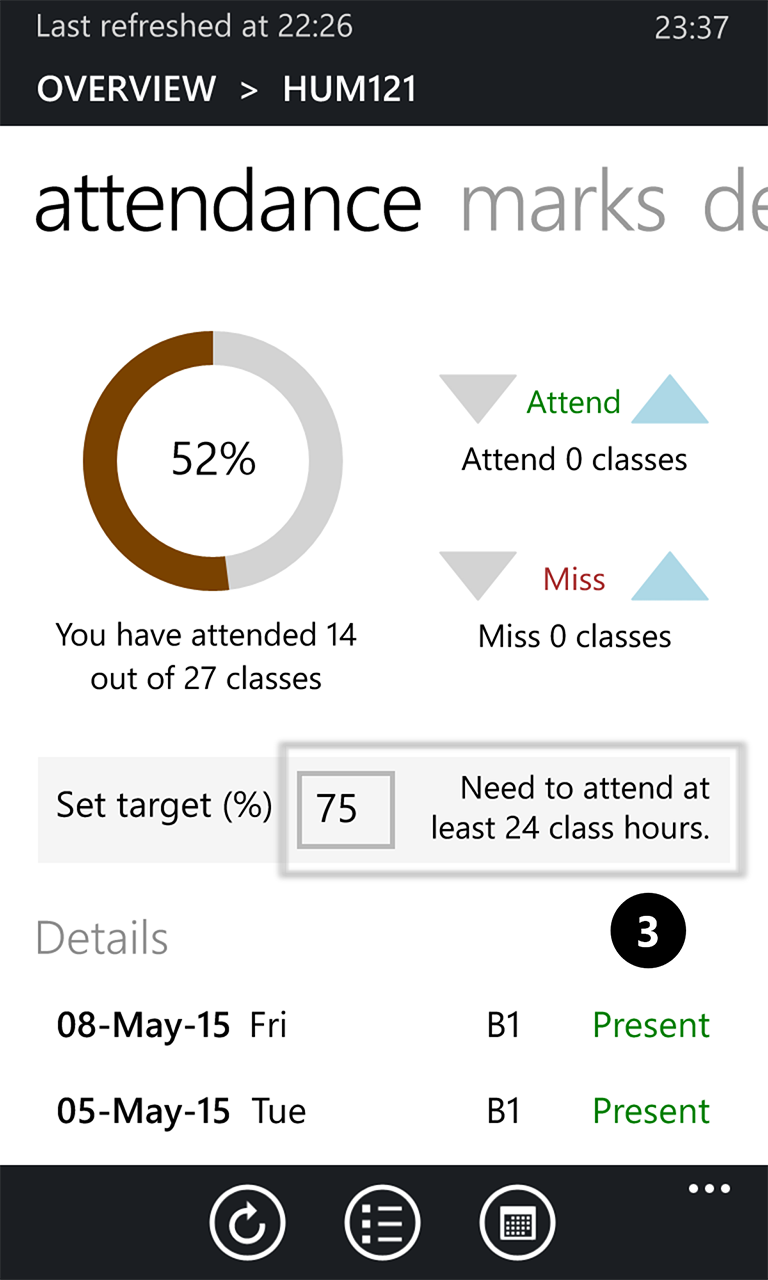 Last refreshed at 22:26 23:37
OVERVIEW > HUM121
attendance marks de
52%
You have attended 14
out of 27 classes
Attend
Attend 0 classes
Miss
Miss 0 classes
Set target (%) 75
Need to attend at
least 24 class hours.
3
Details
08-May-15 Fri B1 Present
05-May-15 Tue B1 Present